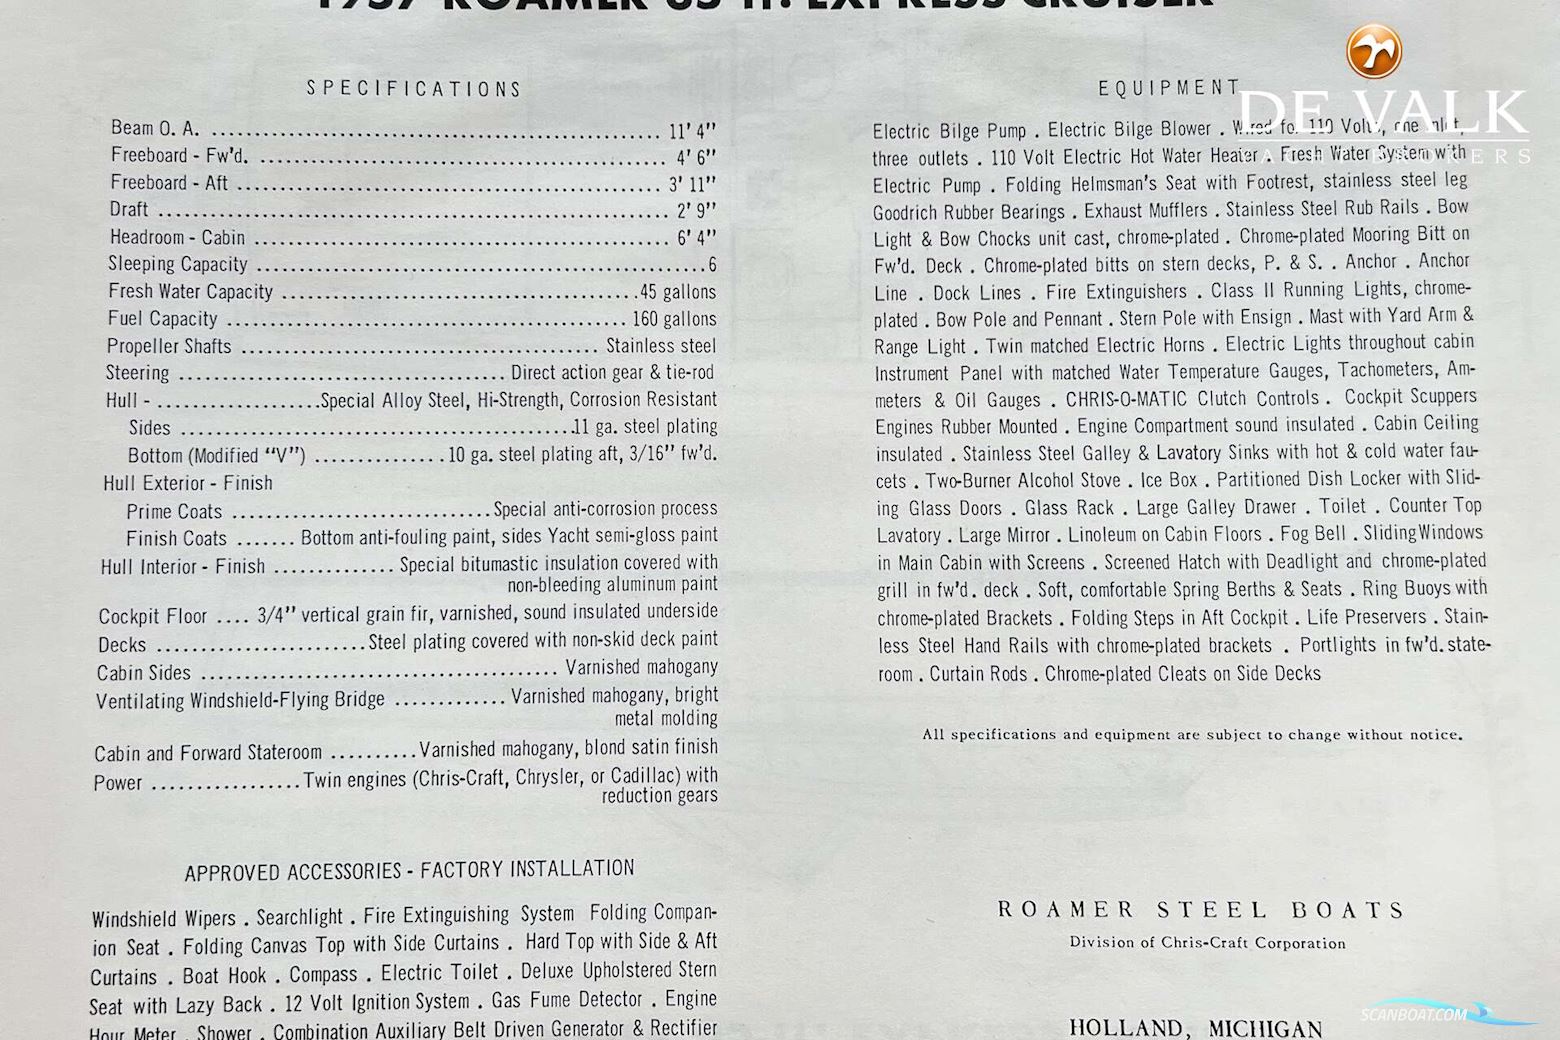 1957 ROAMER 35 ft. EXPRESS CRUISER
SPECIFICATIONS
Beam O. A. ........ 11' 4"
Freeboard - Fw'd. ........ 4' 6"
Freeboard - Aft ........ 3' 11"
Draft ........ 2' 9"
Headroom - Cabin ........ 6' 4"
Sleeping Capacity ........ 6
Fresh Water Capacity ........ 45 gallons
Fuel Capacity ........ 160 gallons
Propeller Shafts ........ Stainless steel
Steering ........ Direct action gear & tie-rod
Hull - ........ Special Alloy Steel, Hi-Strength, Corrosion Resistant
Sides ........ 11 ga. steel plating
Bottom (Modified "V") ........ 10 ga. steel plating aft, 3/16" fw'd.
Hull Exterior - Finish
Prime Coats ........ Special anti-corrosion process
Finish Coats ....... Bottom anti-fouling paint, sides Yacht semi-gloss paint
Hull Interior - Finish ........ Special bitumastic insulation covered with
non-bleeding aluminum paint
Cockpit Floor .... 3/4" vertical grain fir, varnished, sound insulated underside
Decks ........ Steel plating covered with non-skid deck paint
Cabin Sides ........ Varnished mahogany
Ventilating Windshield-Flying Bridge ........ Varnished mahogany, bright
metal molding
Cabin and Forward Stateroom ........ Varnished mahogany, blond satin finish
Power ........ Twin engines (Chris-Craft, Chrysler, or Cadillac) with
reduction gears
APPROVED ACCESSORIES - FACTORY INSTALLATION
Windshield Wipers . Searchlight . Fire Extinguishing System Folding Compan-
ion Seat . Folding Canvas Top with Side Curtains . Hard Top with Side & Aft
Curtains . Boat Hook . Compass . Electric Toilet . Deluxe Upholstered Stern
Seat with Lazy Back . 12 Volt Ignition System . Gas Fume Detector . Engine
Hour Meter . Shower . Combination Auxiliary Belt Driven Generator & Rectifier
EQUIPMENT
Electric Bilge Pump . Electric Bilge Blower . Wired for 110 Volts, one inlet,
three outlets . 110 Volt Electric Hot Water Heater . Fresh Water System with
Electric Pump . Folding Helmsman's Seat with Footrest, stainless steel leg
Goodrich Rubber Bearings . Exhaust Mufflers . Stainless Steel Rub Rails . Bow
Light & Bow Chocks unit cast, chrome-plated . Chrome-plated Mooring Bitt on
Fw'd. Deck . Chrome-plated bitts on stern decks, P. & S. . Anchor . Anchor
Line . Dock Lines . Fire Extinguishers . Class II Running Lights, chrome-
plated . Bow Pole and Pennant . Stern Pole with Ensign . Mast with Yard Arm &
Range Light . Twin matched Electric Horns . Electric Lights throughout cabin
Instrument Panel with matched Water Temperature Gauges, Tachometers, Am-
meters & Oil Gauges . CHRIS-O-MATIC Clutch Controls . Cockpit Scuppers
Engines Rubber Mounted . Engine Compartment sound insulated . Cabin Ceiling
insulated . Stainless Steel Galley & Lavatory Sinks with hot & cold water fau-
cets . Two-Burner Alcohol Stove . Ice Box . Partitioned Dish Locker with Slid-
ing Glass Doors . Glass Rack . Large Galley Drawer . Toilet . Counter Top
Lavatory . Large Mirror . Linoleum on Cabin Floors . Fog Bell . Sliding Windows
in Main Cabin with Screens . Screened Hatch with Deadlight and chrome-plated
grill in fw'd. deck . Soft, comfortable Spring Berths & Seats . Ring Buoys with
chrome-plated Brackets . Folding Steps in Aft Cockpit . Life Preservers . Stain-
less Steel Hand Rails with chrome-plated brackets . Portlights in fw'd. state-
room . Curtain Rods . Chrome-plated Cleats on Side Decks
All specifications and equipment are subject to change without notice.
ROAMER STEEL BOATS
Division of Chris-Craft Corporation
HOLLAND, MICHIGAN
DE VALK
YACHT BROKERS
SCANBOAT.COM